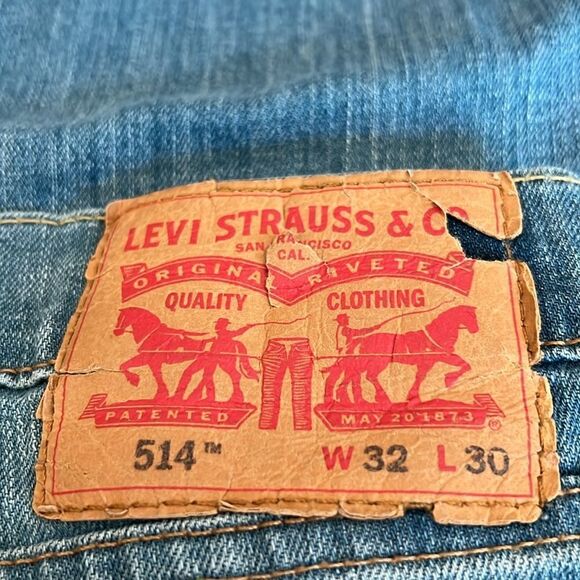 LEVI STRAUSS & CO
SAN FRANCISCO
CAL.
ORIGINAL RIVETED
QUALITY CLOTHING
PATENTED MAY 20 1873 ®
514™ W 32 L 30